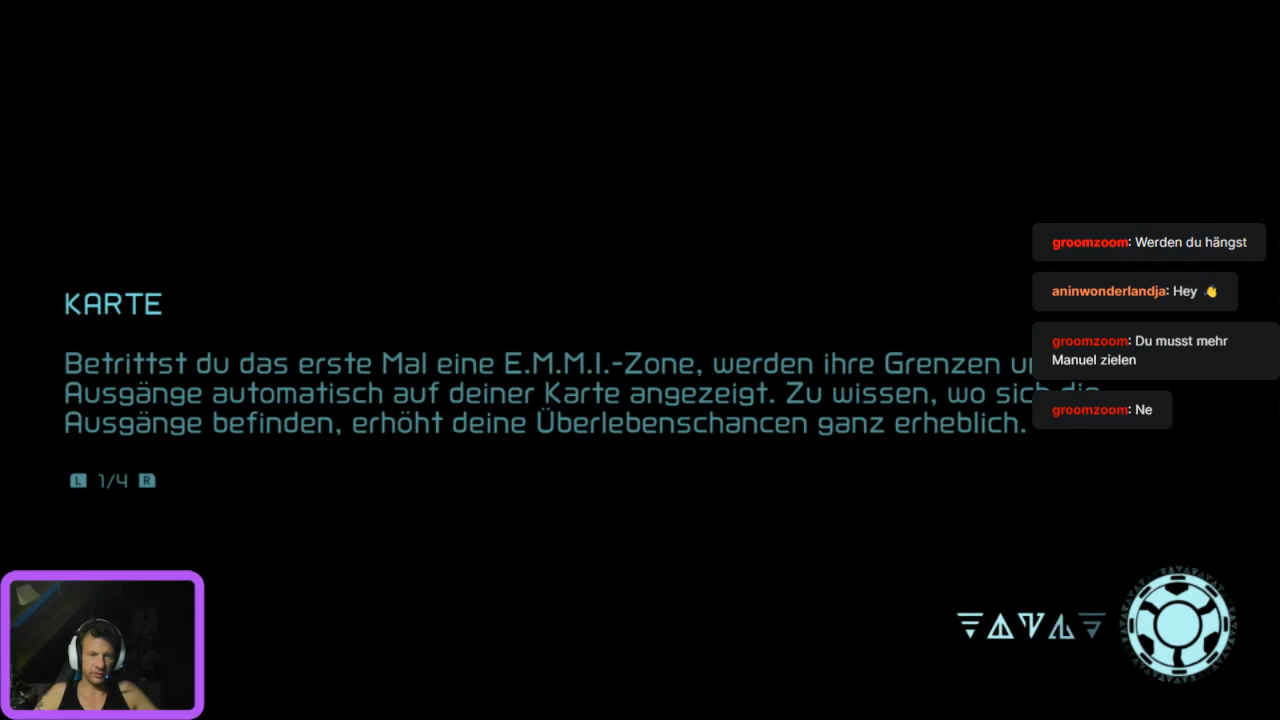 groomzoom: Werden du hängst
aninwonderlandja: Hey 👋
groomzoom: Du musst mehr
Manuel zielen
groomzoom: Ne
KARTE
Betrittst du das erste Mal eine E.M.M.I.-Zone, werden ihre Grenzen
Ausgänge automatisch auf deiner Karte angezeigt. Zu wissen, wo sich die
Ausgänge befinden, erhöht deine Überlebenschancen ganz erheblich.
L 1/4 R